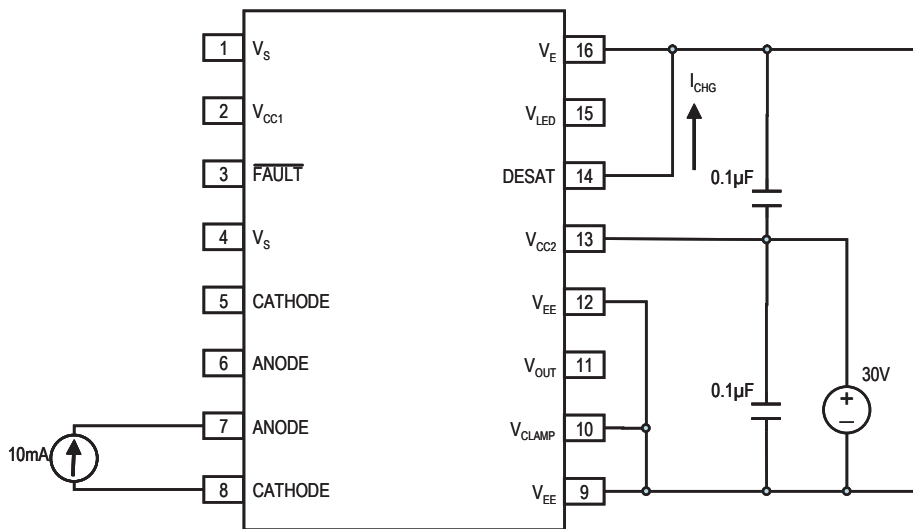 1 V_S V_E 16
I_CHG
2 V_CC1 V_LED 15
3 FAULT DESAT 14
0.1µF
4 V_S V_CC2 13
5 CATHODE V_EE 12
6 ANODE V_OUT 11
30V
0.1µF
+
7 ANODE V_CLAMP 10
–
10mA
8 CATHODE V_EE 9